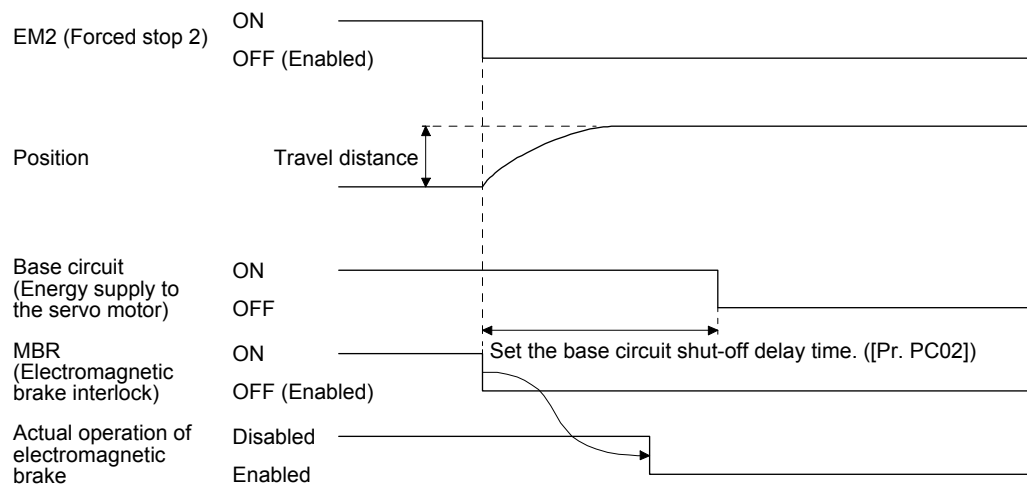 ON
EM2 (Forced stop 2)
OFF (Enabled)
Position
Travel distance
Base circuit
(Energy supply to
the servo motor)
ON
OFF
Set the base circuit shut-off delay time. ([Pr. PC02])
MBR
(Electromagnetic
brake interlock)
ON
OFF (Enabled)
Actual operation of
electromagnetic
brake
Disabled
Enabled